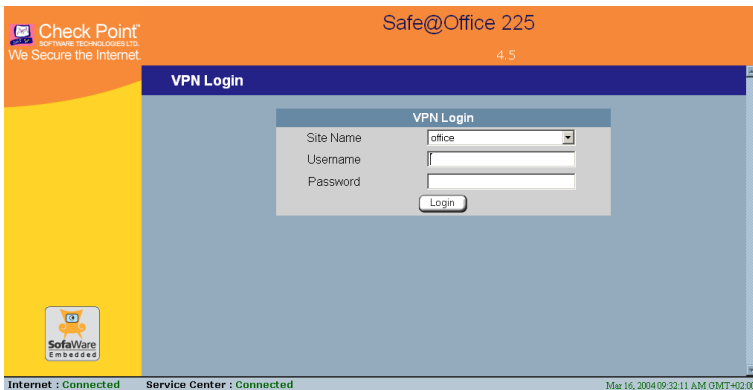 Check Point™
SOFTWARE TECHNOLOGIES LTD.
We Secure the Internet.
Safe@Office 225
4.5
VPN Login
VPN Login
Site Name office
Username
Password
Login
SofaWare
Embedded
Internet : Connected Service Center : Connected Mar 16, 2004 09:32:11 AM GMT+02:00